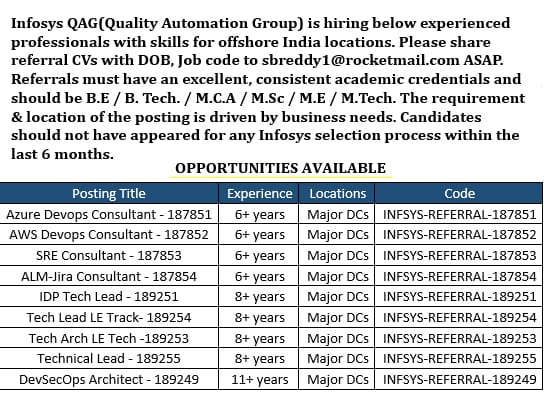 Infosys QAG(Quality Automation Group) is hiring below experienced
professionals with skills for offshore India locations. Please share
referral CVs with DOB, Job code to sbreddy1@rocketmail.com ASAP.
Referrals must have an excellent, consistent academic credentials and
should be B.E / B. Tech. / M.C.A / M.Sc / M.E / M.Tech. The requirement
& location of the posting is driven by business needs. Candidates
should not have appeared for any Infosys selection process within the
last 6 months.
OPPORTUNITIES AVAILABLE
Posting Title Experience Locations Code
Azure Devops Consultant - 187851 6+ years Major DCs INFSYS-REFERRAL-187851
AWS Devops Consultant - 187852 6+ years Major DCs INFSYS-REFERRAL-187852
SRE Consultant - 187853 6+ years Major DCs INFSYS-REFERRAL-187853
ALM-Jira Consultant - 187854 6+ years Major DCs INFSYS-REFERRAL-187854
IDP Tech Lead - 189251 8+ years Major DCs INFSYS-REFERRAL-189251
Tech Lead LE Track- 189254 8+ years Major DCs INFSYS-REFERRAL-189254
Tech Arch LE Tech -189253 8+ years Major DCs INFSYS-REFERRAL-189253
Technical Lead - 189255 8+ years Major DCs INFSYS-REFERRAL-189255
DevSecOps Architect - 189249 11+ years Major DCs INFSYS-REFERRAL-189249